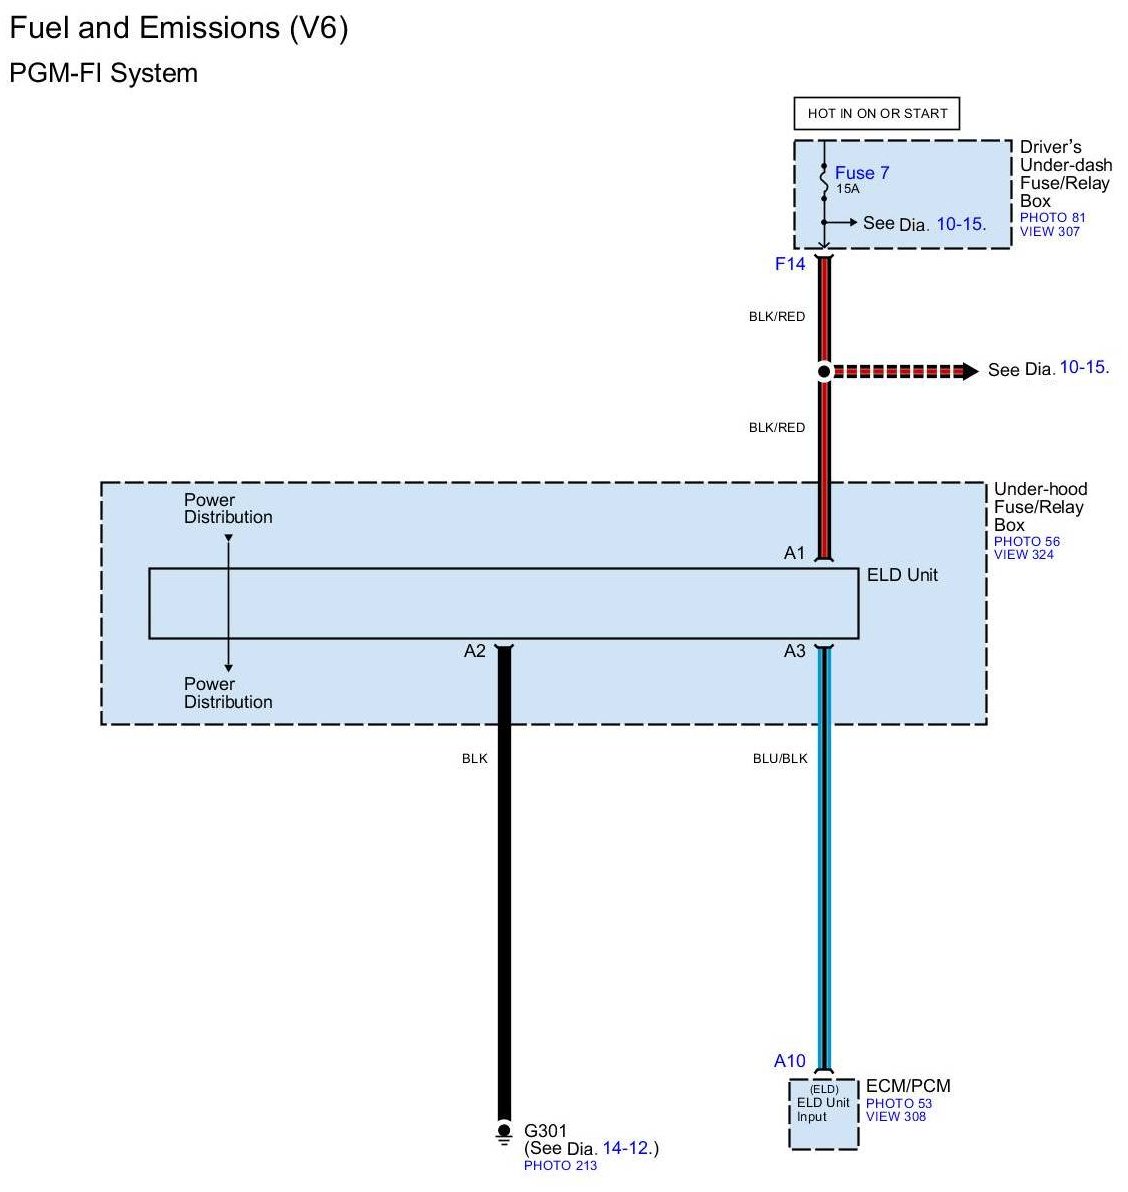 Fuel and Emissions (V6)
PGM-FI System
HOT IN ON OR START
Driver's
Under-dash
Fuse/Relay
Box
PHOTO 81
VIEW 307
Fuse 7
15A
See Dia. 10-15.
F14
BLK/RED
See Dia. 10-15.
BLK/RED
Under-hood
Fuse/Relay
Box
PHOTO 56
VIEW 324
Power
Distribution
A1
ELD Unit
A2
A3
Power
Distribution
BLK
BLU/BLK
A10
(ELD)
ELD Unit
Input
ECM/PCM
PHOTO 53
VIEW 308
G301
(See Dia. 14-12.)
PHOTO 213